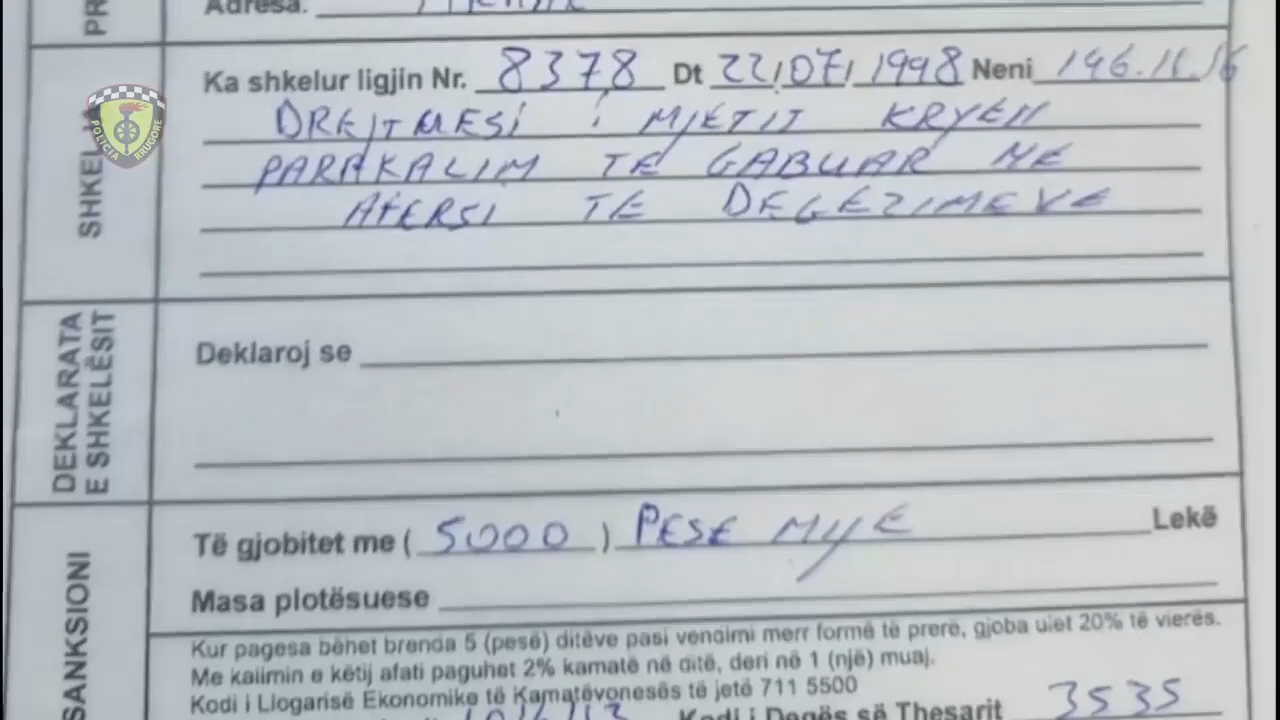 PR
Adresa:
SHKEL
POLICIA RRUGORE
Ka shkelur ligjin Nr. 8378 Dt 22/07/1998 Neni 146.11.16
DREJTUESI I MJETIT KRYEN
PARAKALIM TE GABUAR NE
AFERSI TE DEGEZIMEVE
DEKLARATA
E SHKELËSIT
Deklaroj se
SANKSIONI
Të gjobitet me ( 5000 ) PESE MIJE Lekë
Masa plotësuese
Kur pagesa bëhet brenda 5 (pesë) ditëve pasi vendimi merr formë të prerë, gjoba ulet 20% të vlerës.
Me kalimin e këtij afati paguhet 2% kamatë në ditë, deri në 1 (një) muaj.
Kodi i Llogarisë Ekonomike të Kamatëvonesës të jetë 711 5500
Kodi i Degës së Thesarit 3535